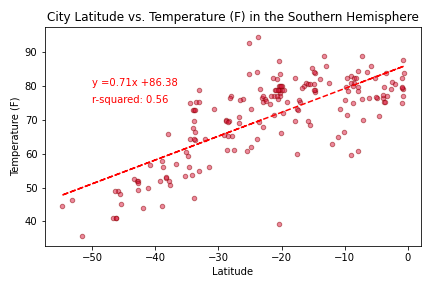 City Latitude vs. Temperature (F) in the Southern Hemisphere
y =0.71x +86.38
r-squared: 0.56
Temperature (F)
90
80
70
60
50
40
−50 −40 −30 −20 −10 0
Latitude